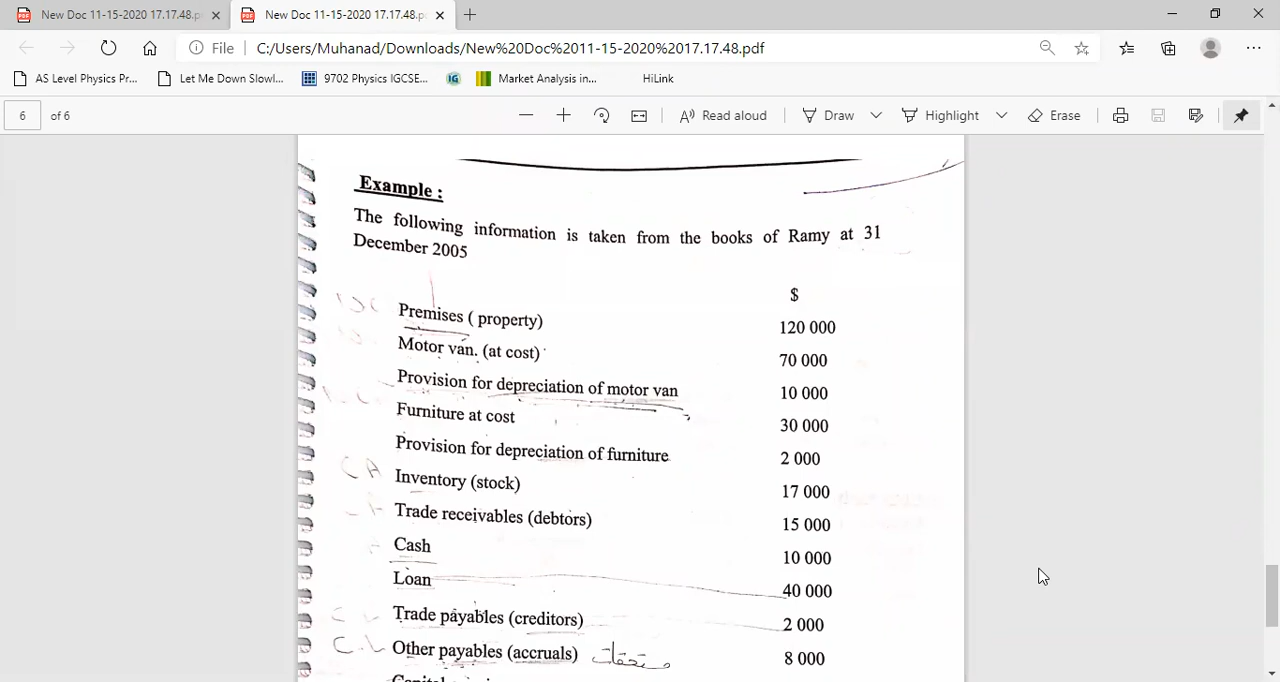 New Doc 11-15-2020 17.17.48.p
New Doc 11-15-2020 17.17.48.p
File C:/Users/Muhanad/Downloads/New%20Doc%2011-15-2020%2017.17.48.pdf
AS Level Physics Pr... Let Me Down Slowl... 9702 Physics IGCSE... IG Market Analysis in... HiLink
6 of 6 Read aloud Draw Highlight Erase
Example :
The following information is taken from the books of Ramy at 31
December 2005
$
Premises ( property) 120 000
Motor van. (at cost) 70 000
Provision for depreciation of motor van 10 000
Furniture at cost 30 000
Provision for depreciation of furniture 2 000
CA Inventory (stock) 17 000
Trade receivables (debtors) 15 000
Cash 10 000
Loan 40 000
Trade payables (creditors) 2 000
C.L Other payables (accruals) مستحقات 8 000